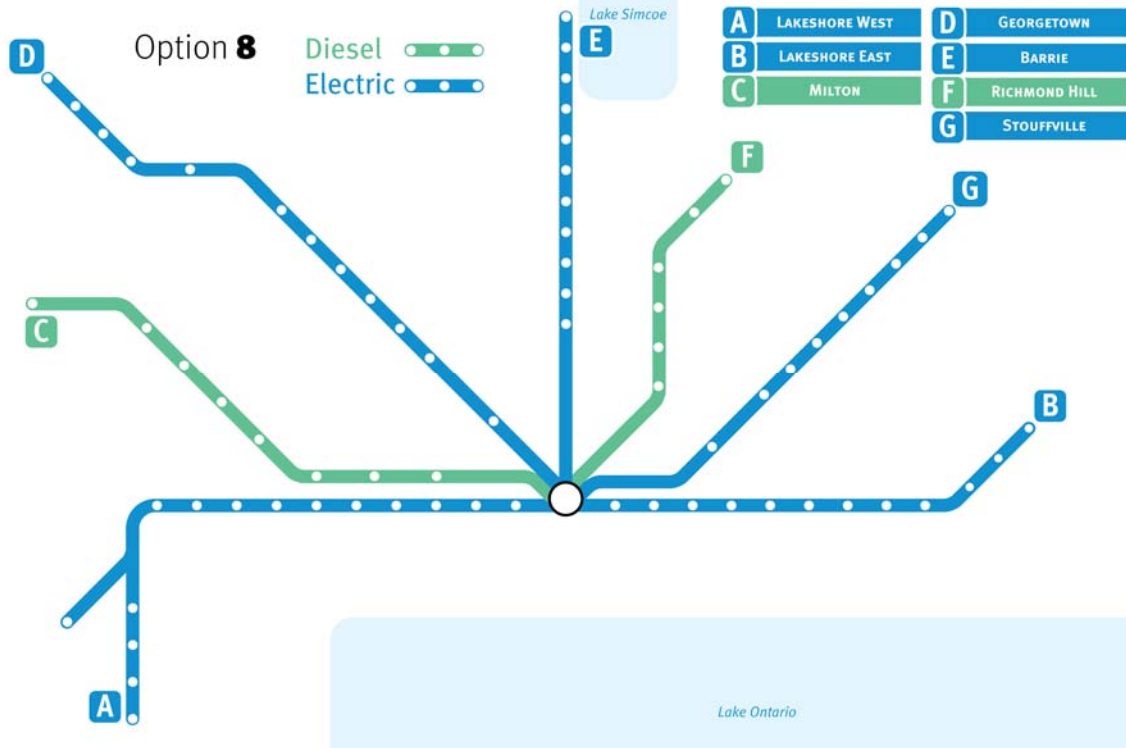 Option 8
Diesel
Electric
Lake Simcoe
A LAKESHORE WEST
B LAKESHORE EAST
C MILTON
D GEORGETOWN
E BARRIE
F RICHMOND HILL
G STOUFFVILLE
D
E
F
G
C
B
A
Lake Ontario